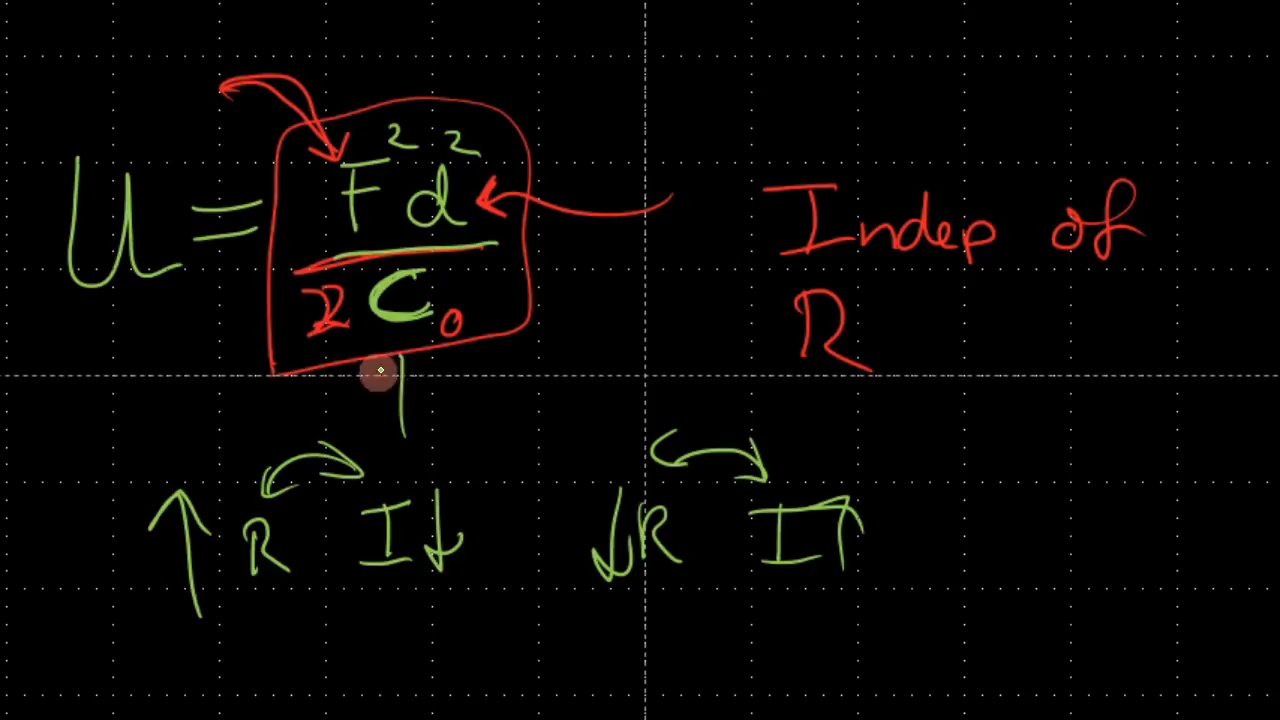 U = F²d² / 2C₀
Indep of
R
↑ R I↓ ↓R I↑